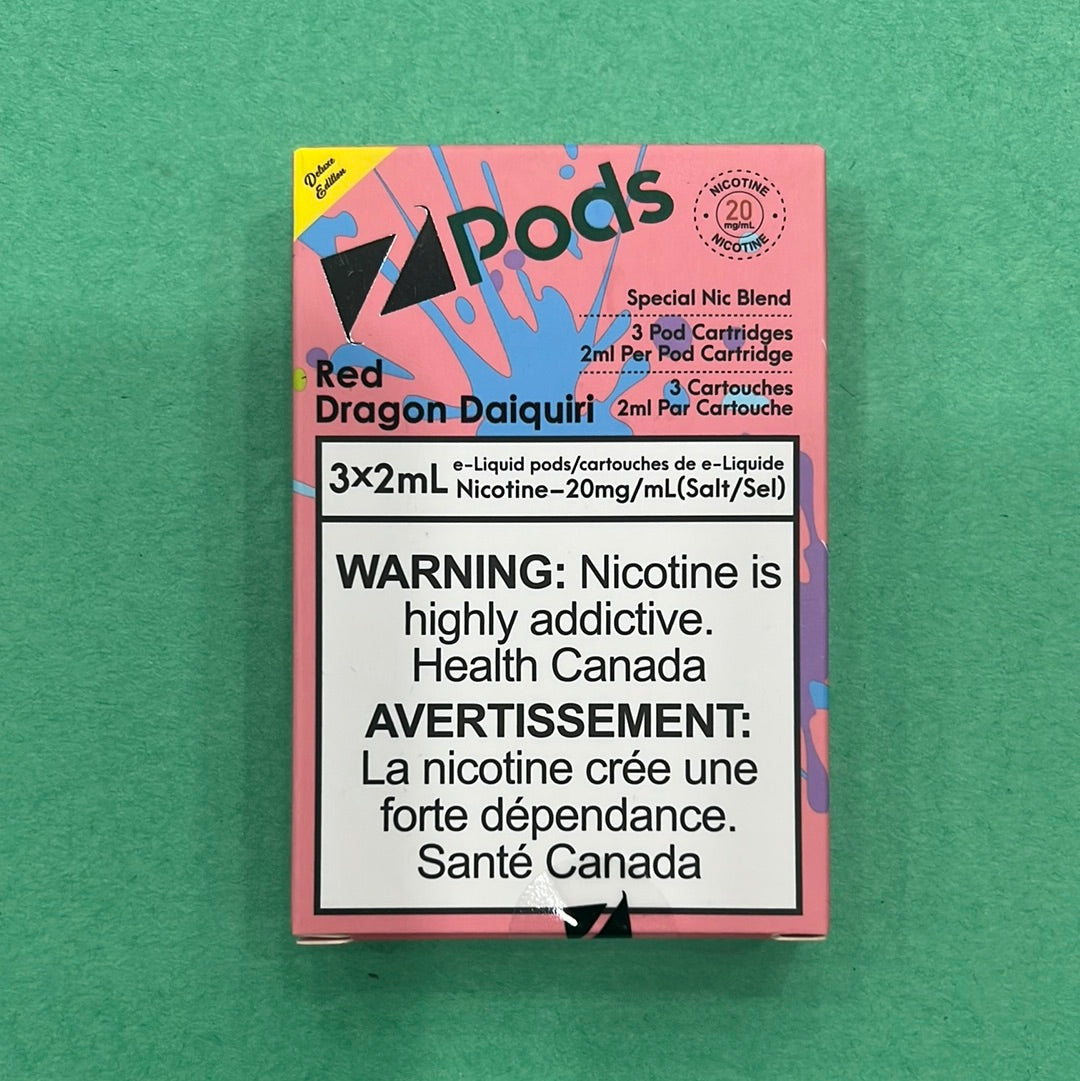 Deluxe
Edition
Pods
NICOTINE
20
mg/mL
NICOTINE
Special Nic Blend
3 Pod Cartridges
2ml Per Pod Cartridge
3 Cartouches
2ml Par Cartouche
Red
Dragon Daiquiri
3×2mL
e-Liquid pods/cartouches de e-Liquide
Nicotine–20mg/mL(Salt/Sel)
WARNING: Nicotine is
highly addictive.
Health Canada
AVERTISSEMENT:
La nicotine crée une
forte dépendance.
Santé Canada